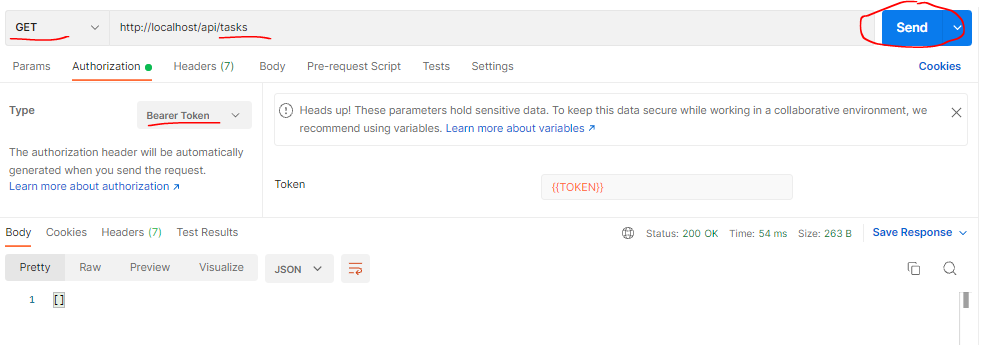 GET http://localhost/api/tasks Send
Params Authorization Headers (7) Body Pre-request Script Tests Settings Cookies
Type Bearer Token
The authorization header will be automatically
generated when you send the request.
Learn more about authorization ↗
Heads up! These parameters hold sensitive data. To keep this data secure while working in a collaborative environment, we
recommend using variables. Learn more about variables ↗
Token {{TOKEN}}
Body Cookies Headers (7) Test Results Status: 200 OK Time: 54 ms Size: 263 B Save Response
Pretty Raw Preview Visualize JSON
1 []